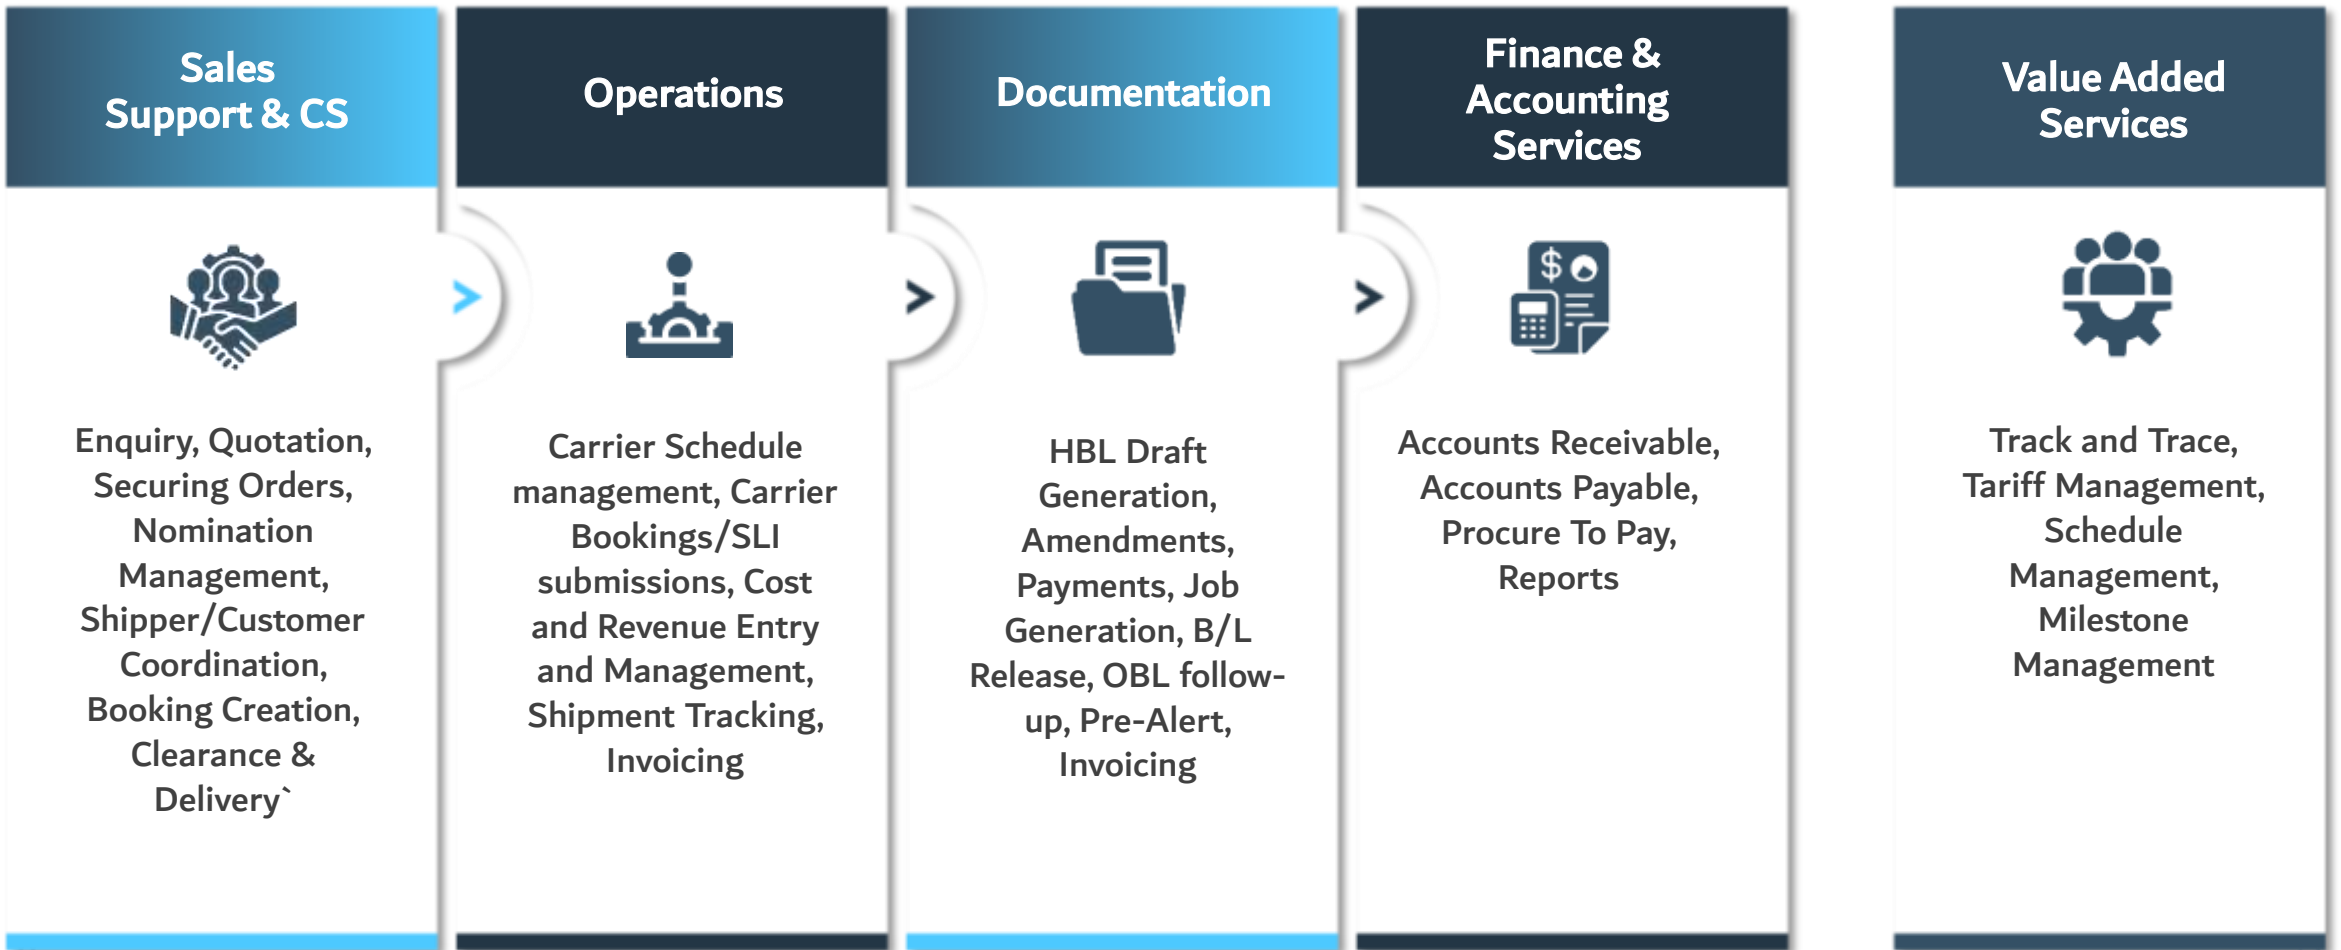 Sales
Support & CS
Enquiry, Quotation,
Securing Orders,
Nomination
Management,
Shipper/Customer
Coordination,
Booking Creation,
Clearance &
Delivery`
Operations
Carrier Schedule
management, Carrier
Bookings/SLI
submissions, Cost
and Revenue Entry
and Management,
Shipment Tracking,
Invoicing
Documentation
HBL Draft
Generation,
Amendments,
Payments, Job
Generation, B/L
Release, OBL follow-
up, Pre-Alert,
Invoicing
Finance &
Accounting
Services
$
Accounts Receivable,
Accounts Payable,
Procure To Pay,
Reports
Value Added
Services
Track and Trace,
Tariff Management,
Schedule
Management,
Milestone
Management